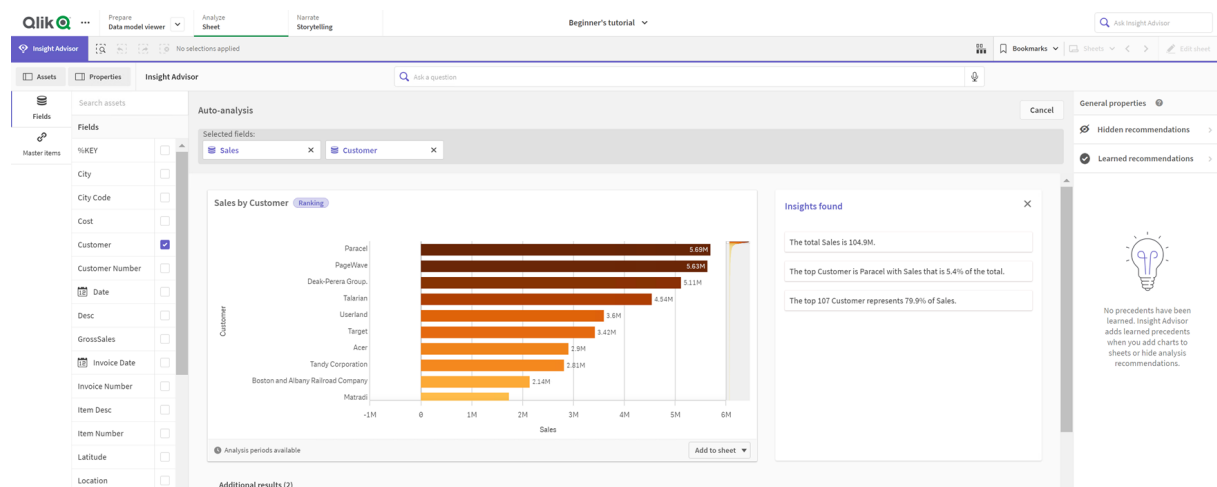 Qlik
Prepare
Data model viewer
Analyze
Sheet
Narrate
Storytelling
Beginner's tutorial
Ask Insight Advisor
Insight Advisor
No selections applied
Bookmarks
Sheets
Edit sheet
Assets
Properties
Insight Advisor
Ask a question
Fields
Master items
Search assets
Fields
%KEY
City
City Code
Cost
Customer
Customer Number
Date
Desc
GrossSales
Invoice Date
Invoice Number
Item Desc
Item Number
Latitude
Location
Auto-analysis
Cancel
Selected fields:
Sales
Customer
Sales by Customer
Ranking
Customer
Paracel 5.69M
PageWave 5.63M
Deak-Perera Group. 5.11M
Talarian 4.54M
Userland 3.6M
Target 3.42M
Acer 2.9M
Tandy Corporation 2.81M
Boston and Albany Railroad Company 2.14M
Matradi
-1M 0 1M 2M 3M 4M 5M 6M
Sales
Analysis periods available
Add to sheet
Additional results (2)
Insights found
The total Sales is 104.9M.
The top Customer is Paracel with Sales that is 5.4% of the total.
The top 107 Customer represents 79.9% of Sales.
General properties
Hidden recommendations
Learned recommendations
No precedents have been
learned. Insight Advisor
adds learned precedents
when you add charts to
sheets or hide analysis
recommendations.